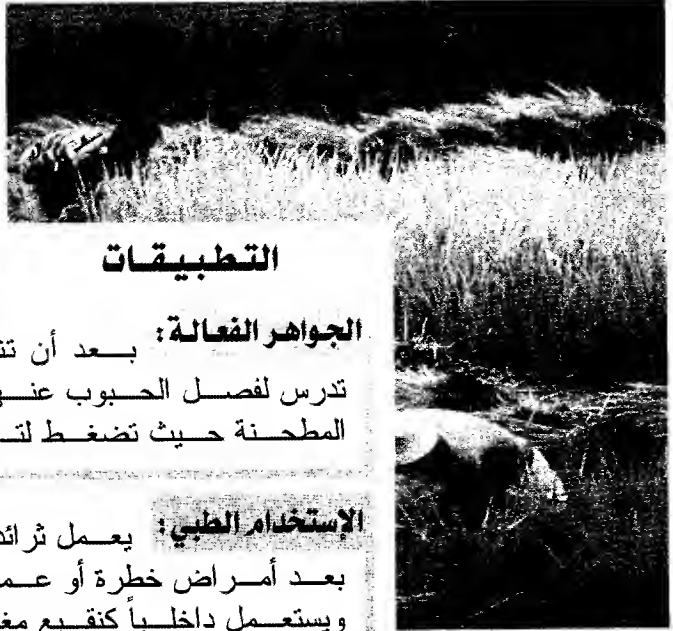 التطبيقات
الجواهر الفعالة: بعد أن
تدرس لفصل الحبوب
المطحنة حيث تضغط
الإستخدام الطبي: يعمل
بعد أمراض خطرة أو
ويستعمل داخلياً كنقيع